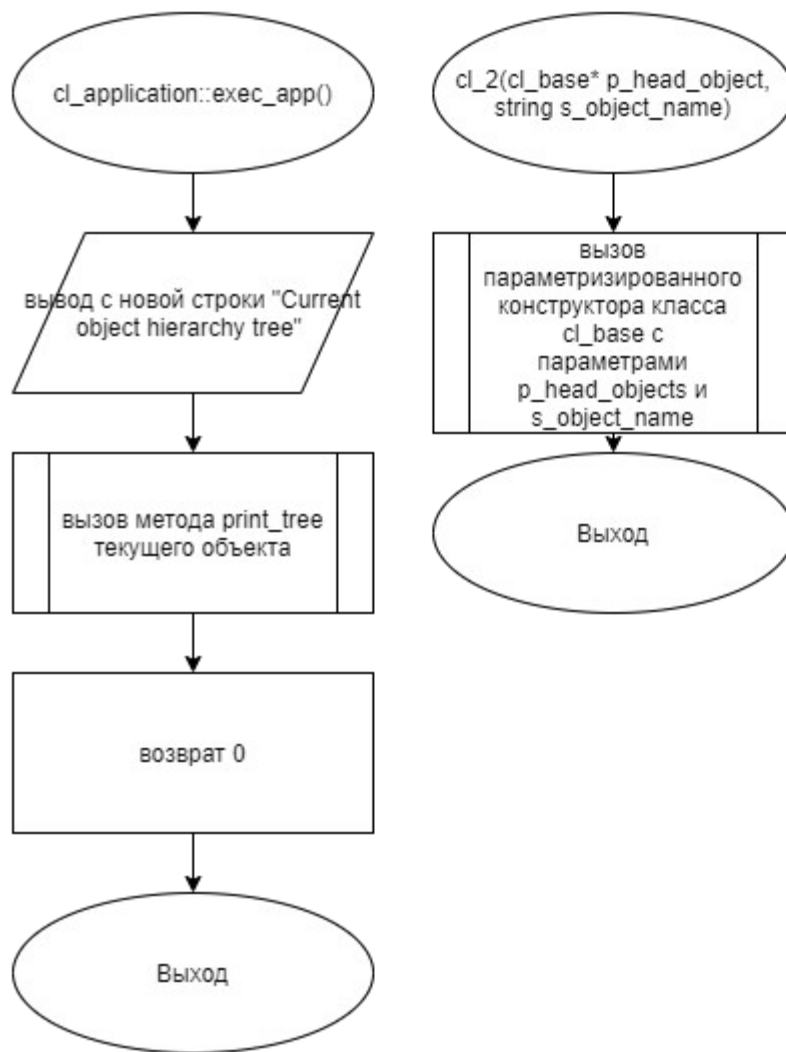 cl_application::exec_app()
вывод с новой строки "Current
object hierarchy tree"
вызов метода print_tree
текущего объекта
возврат 0
Выход
cl_2(cl_base* p_head_object,
string s_object_name)
вызов
параметризированного
конструктора класса
cl_base с
параметрами
p_head_objects и
s_object_name
Выход